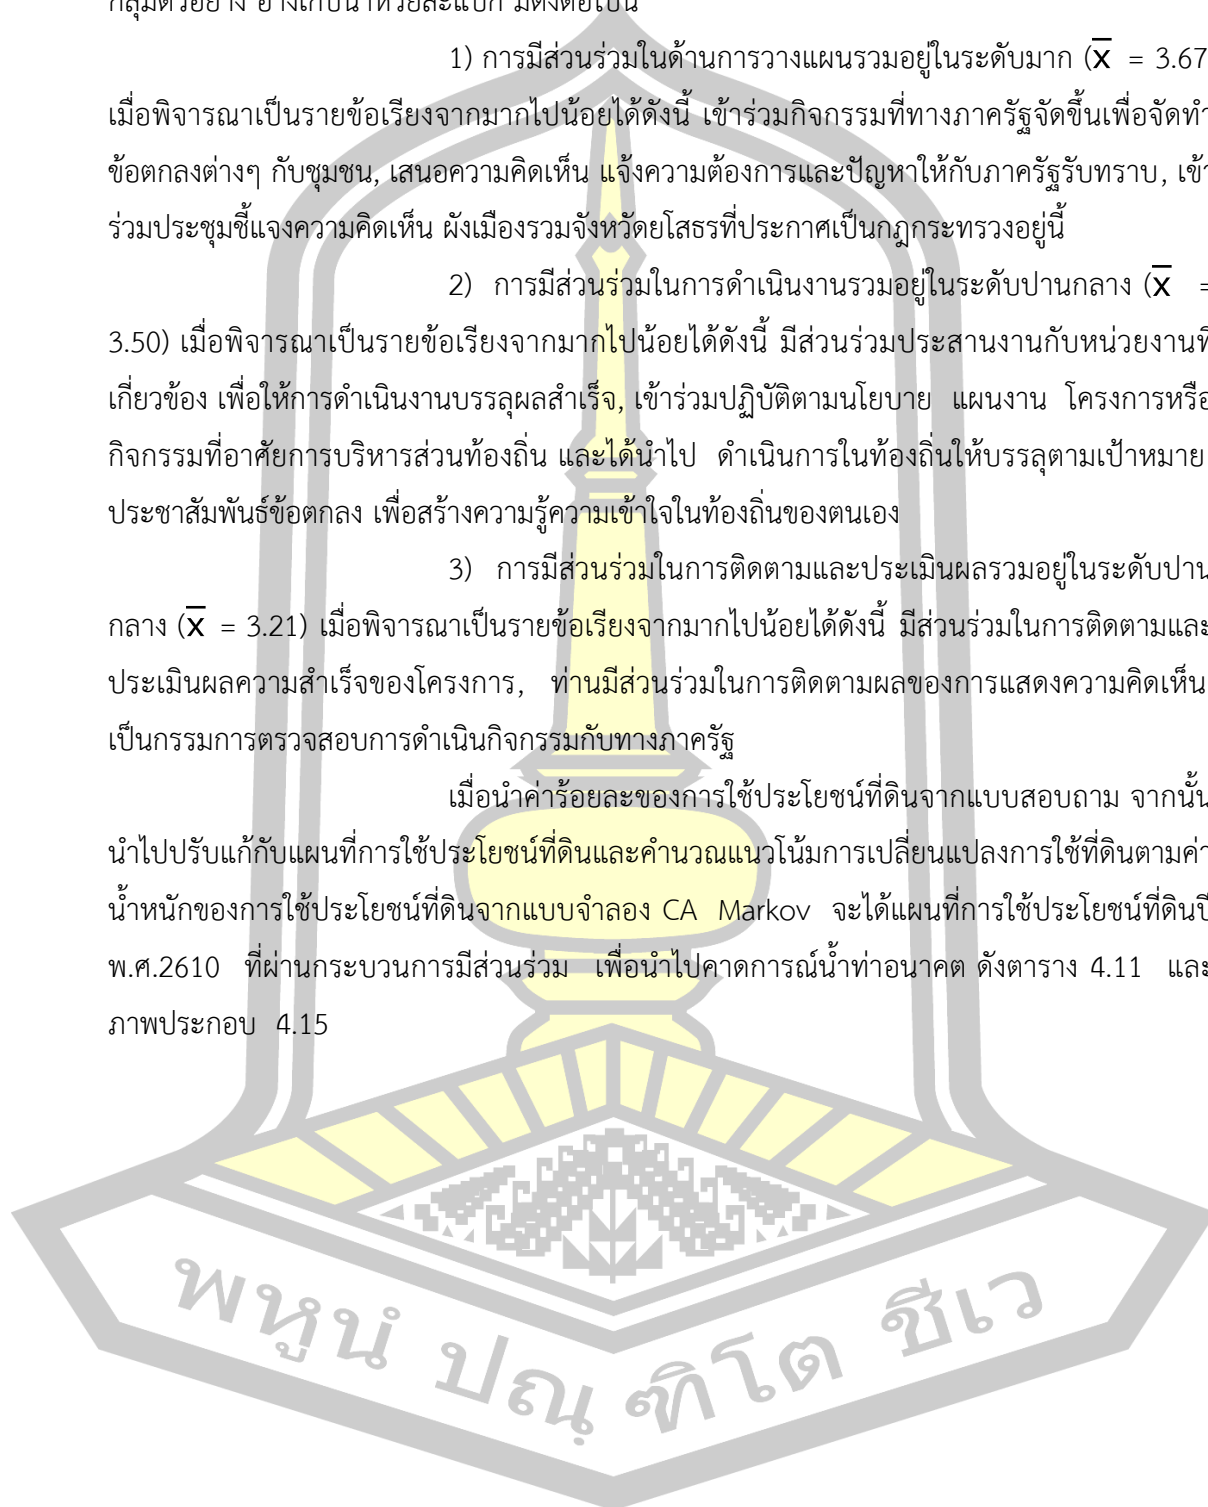 กลุ่มตัวอย่าง อ่างเก็บน้ำห้วยละแบก มีดังต่อไปนี้
1) การมีส่วนร่วมในด้านการวางแผนรวมอยู่ในระดับมาก (x̄ = 3.67
เมื่อพิจารณาเป็นรายข้อเรียงจากมากไปน้อยได้ดังนี้ เข้าร่วมกิจกรรมที่ทางภาครัฐจัดขึ้นเพื่อจัดทำ
ข้อตกลงต่างๆ กับชุมชน, เสนอความคิดเห็น แจ้งความต้องการและปัญหาให้กับภาครัฐรับทราบ, เข้า
ร่วมประชุมชี้แจงความคิดเห็น ผังเมืองรวมจังหวัดยโสธรที่ประกาศเป็นกฎกระทรวงอยู่นี้
2) การมีส่วนร่วมในการดำเนินงานรวมอยู่ในระดับปานกลาง (x̄ =
3.50) เมื่อพิจารณาเป็นรายข้อเรียงจากมากไปน้อยได้ดังนี้ มีส่วนร่วมประสานงานกับหน่วยงานที่
เกี่ยวข้อง เพื่อให้การดำเนินงานบรรลุผลสำเร็จ, เข้าร่วมปฏิบัติตามนโยบาย แผนงาน โครงการหรือ
กิจกรรมที่อาศัยการบริหารส่วนท้องถิ่น และได้นำไป ดำเนินการในท้องถิ่นให้บรรลุตามเป้าหมาย
ประชาสัมพันธ์ข้อตกลง เพื่อสร้างความรู้ความเข้าใจในท้องถิ่นของตนเอง
3) การมีส่วนร่วมในการติดตามและประเมินผลรวมอยู่ในระดับปาน
กลาง (x̄ = 3.21) เมื่อพิจารณาเป็นรายข้อเรียงจากมากไปน้อยได้ดังนี้ มีส่วนร่วมในการติดตามและ
ประเมินผลความสำเร็จของโครงการ, ท่านมีส่วนร่วมในการติดตามผลของการแสดงความคิดเห็น
เป็นกรรมการตรวจสอบการดำเนินกิจกรรมกับทางภาครัฐ
เมื่อนำค่าร้อยละของการใช้ประโยชน์ที่ดินจากแบบสอบถาม จากนั้น
นำไปปรับแก้กับแผนที่การใช้ประโยชน์ที่ดินและคำนวณแนวโน้มการเปลี่ยนแปลงการใช้ที่ดินตามค่า
น้ำหนักของการใช้ประโยชน์ที่ดินจากแบบจำลอง CA Markov จะได้แผนที่การใช้ประโยชน์ที่ดินปี
พ.ศ.2610 ที่ผ่านกระบวนการมีส่วนร่วม เพื่อนำไปคาดการณ์น้ำท่าอนาคต ดังตาราง 4.11 และ
ภาพประกอบ 4.15
พหูนํ ปณฺฑิโต ชีเว